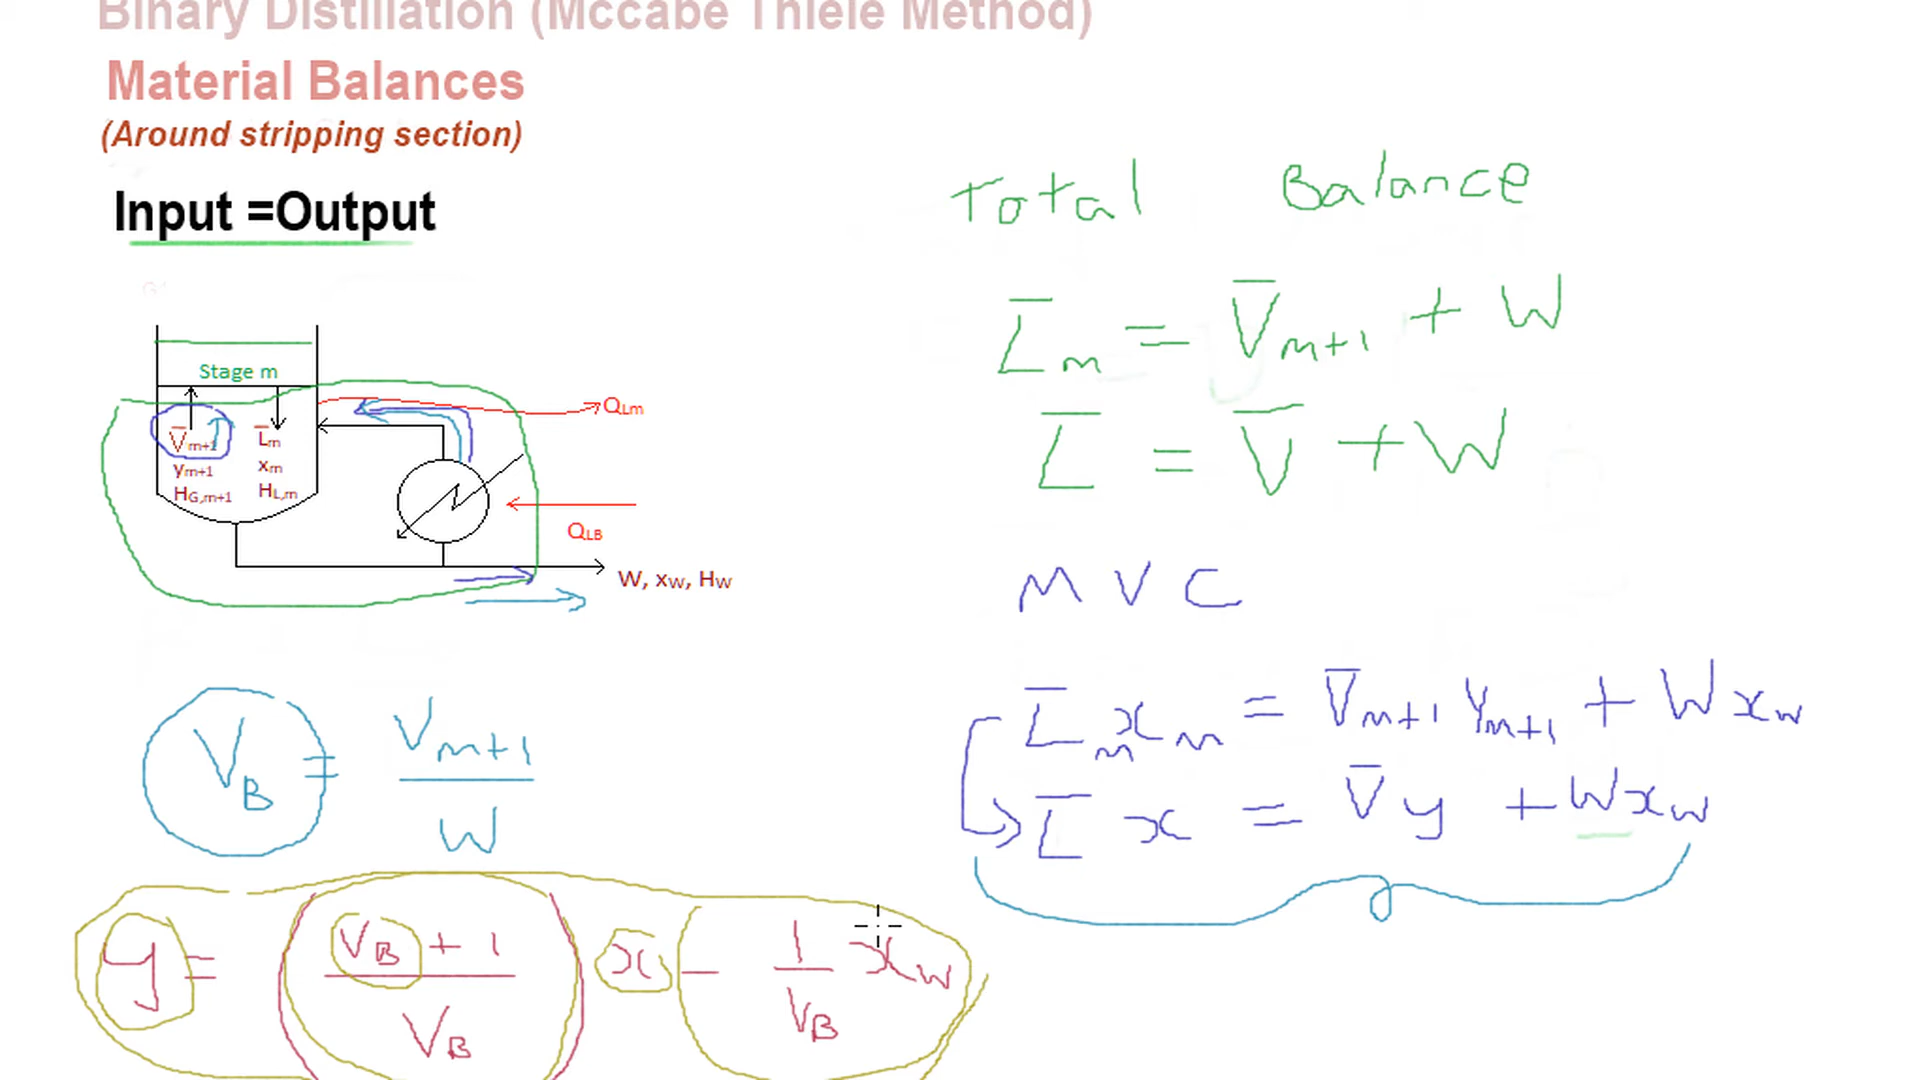 Binary Distillation (Mccabe Thiele Method)
Material Balances
(Around stripping section)
Input =Output
Total Balance
L̅m = V̅m+1 + W
L̅ = V̅ + W
Stage m
QLm
V̅m+1 L̅m
ym+1 xm
HG,m+1 HL,m
QLB
W, xW, HW
MVC
L̅m xm = V̅m+1 ym+1 + W xW
L̅ x = V̅ y + W xW
VB = Vm+1 / W
y = (VB + 1 / VB) x - 1 / VB xW